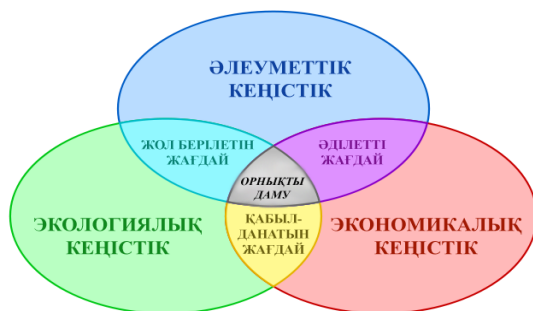 ӘЛЕУМЕТТІК
КЕҢІСТІК
ЖОЛ БЕРІЛЕТІН
ЖАҒДАЙ
ӘДІЛЕТТІ
ЖАҒДАЙ
ОРНЫҚТЫ
ДАМУ
ЭКОЛОГИЯЛЫҚ
КЕҢІСТІК
ҚАБЫЛ-
ДАНАТЫН
ЖАҒДАЙ
ЭКОНОМИКАЛЫҚ
КЕҢІСТІК